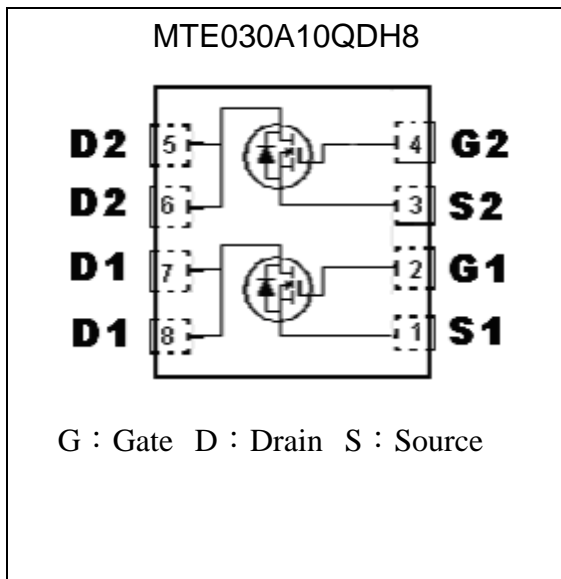 MTE030A10QDH8
D2 5 4 G2
D2 6 3 S2
D1 7 2 G1
D1 8 1 S1
G：Gate D：Drain S：Source